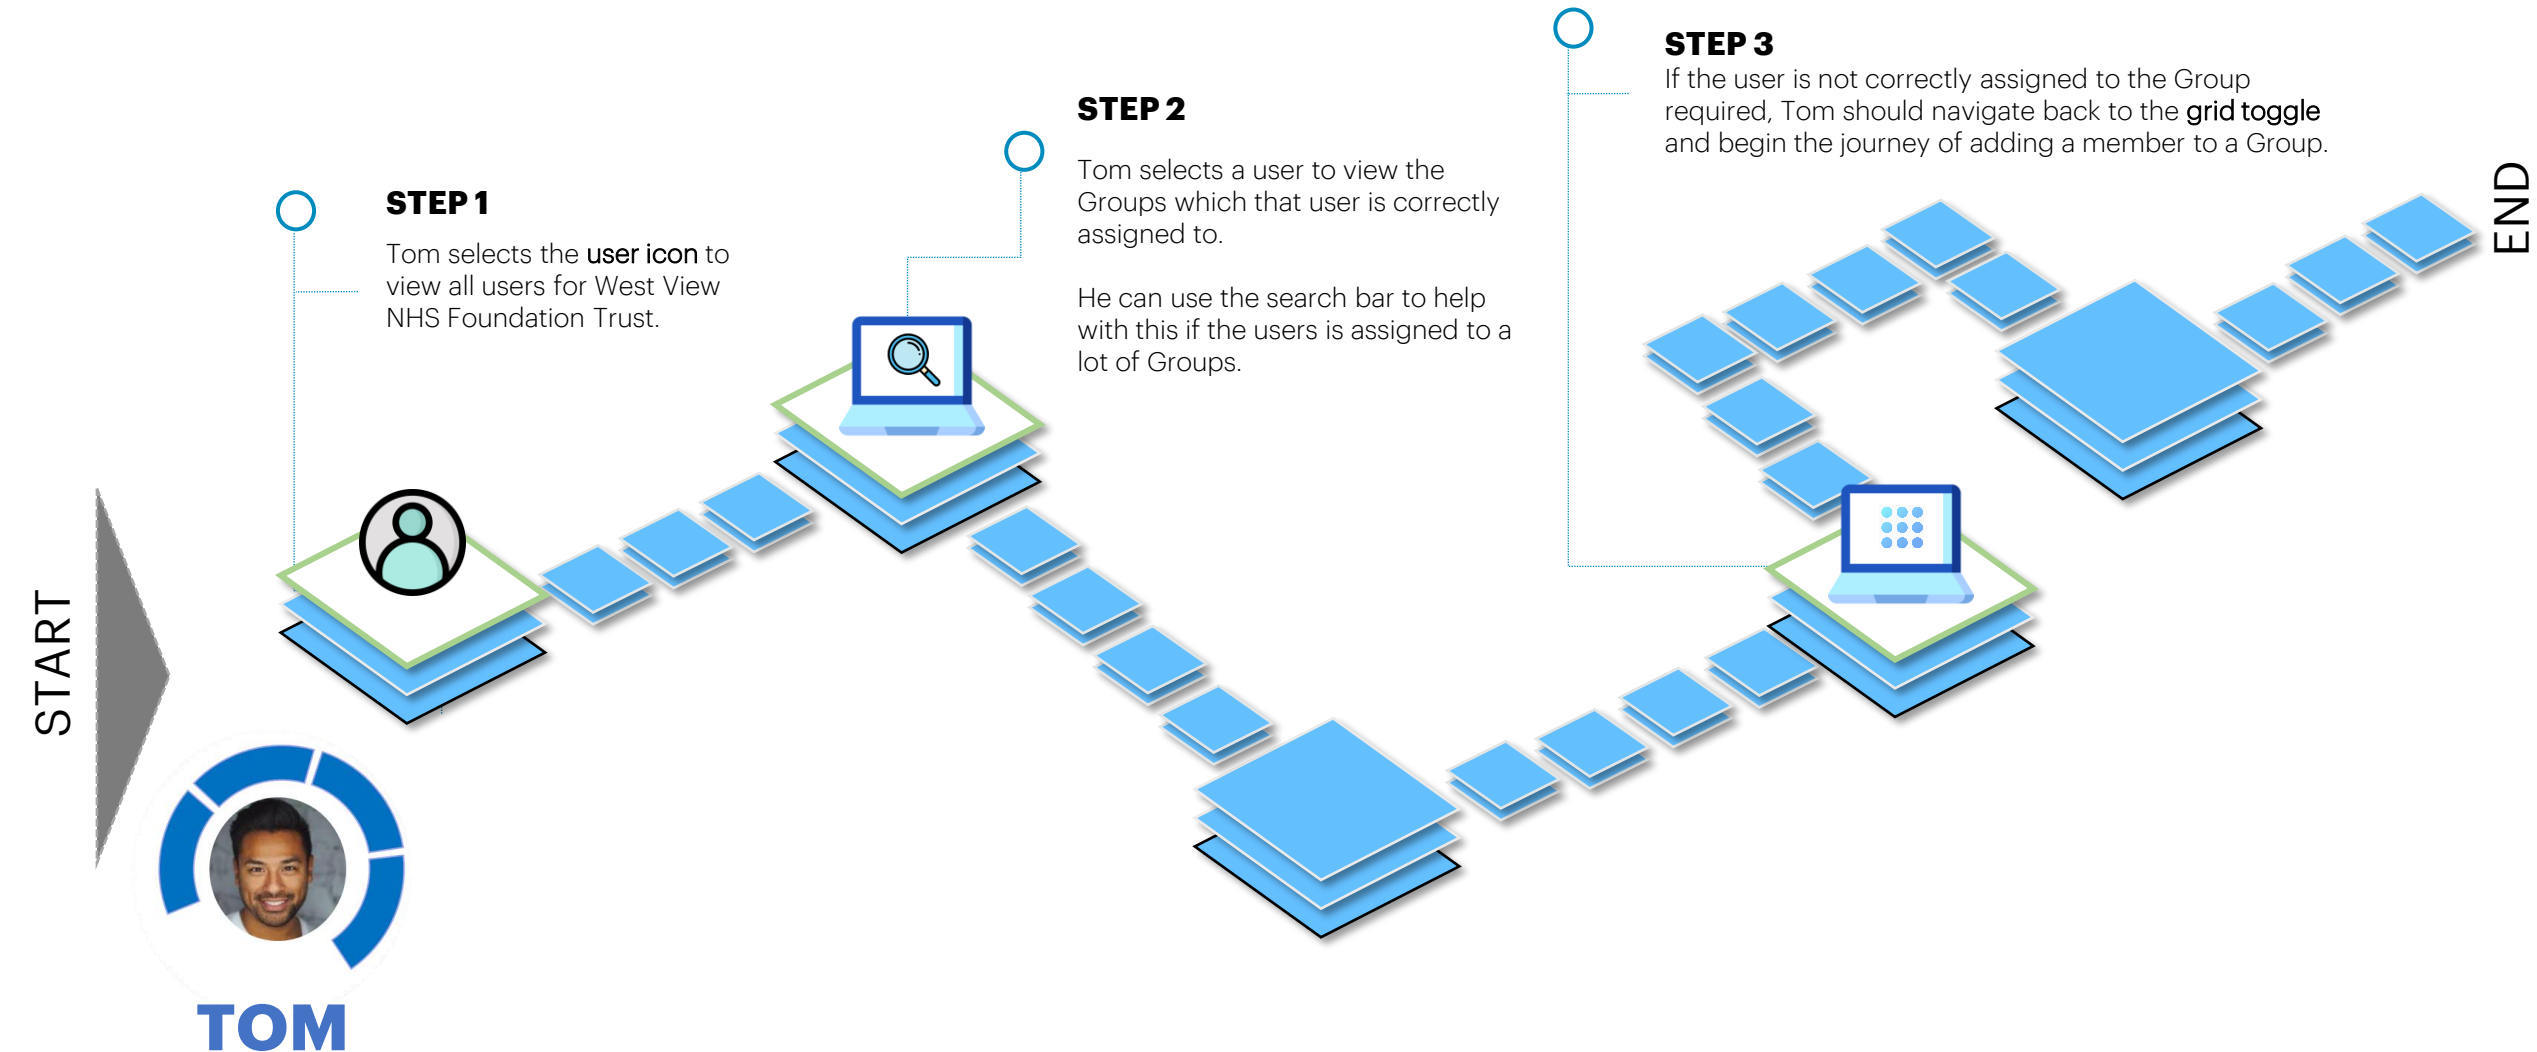 START
TOM
STEP 1
Tom selects the user icon to
view all users for West View
NHS Foundation Trust.
STEP 2
Tom selects a user to view the
Groups which that user is correctly
assigned to.
He can use the search bar to help
with this if the users is assigned to a
lot of Groups.
STEP 3
If the user is not correctly assigned to the Group
required, Tom should navigate back to the grid toggle
and begin the journey of adding a member to a Group.
END